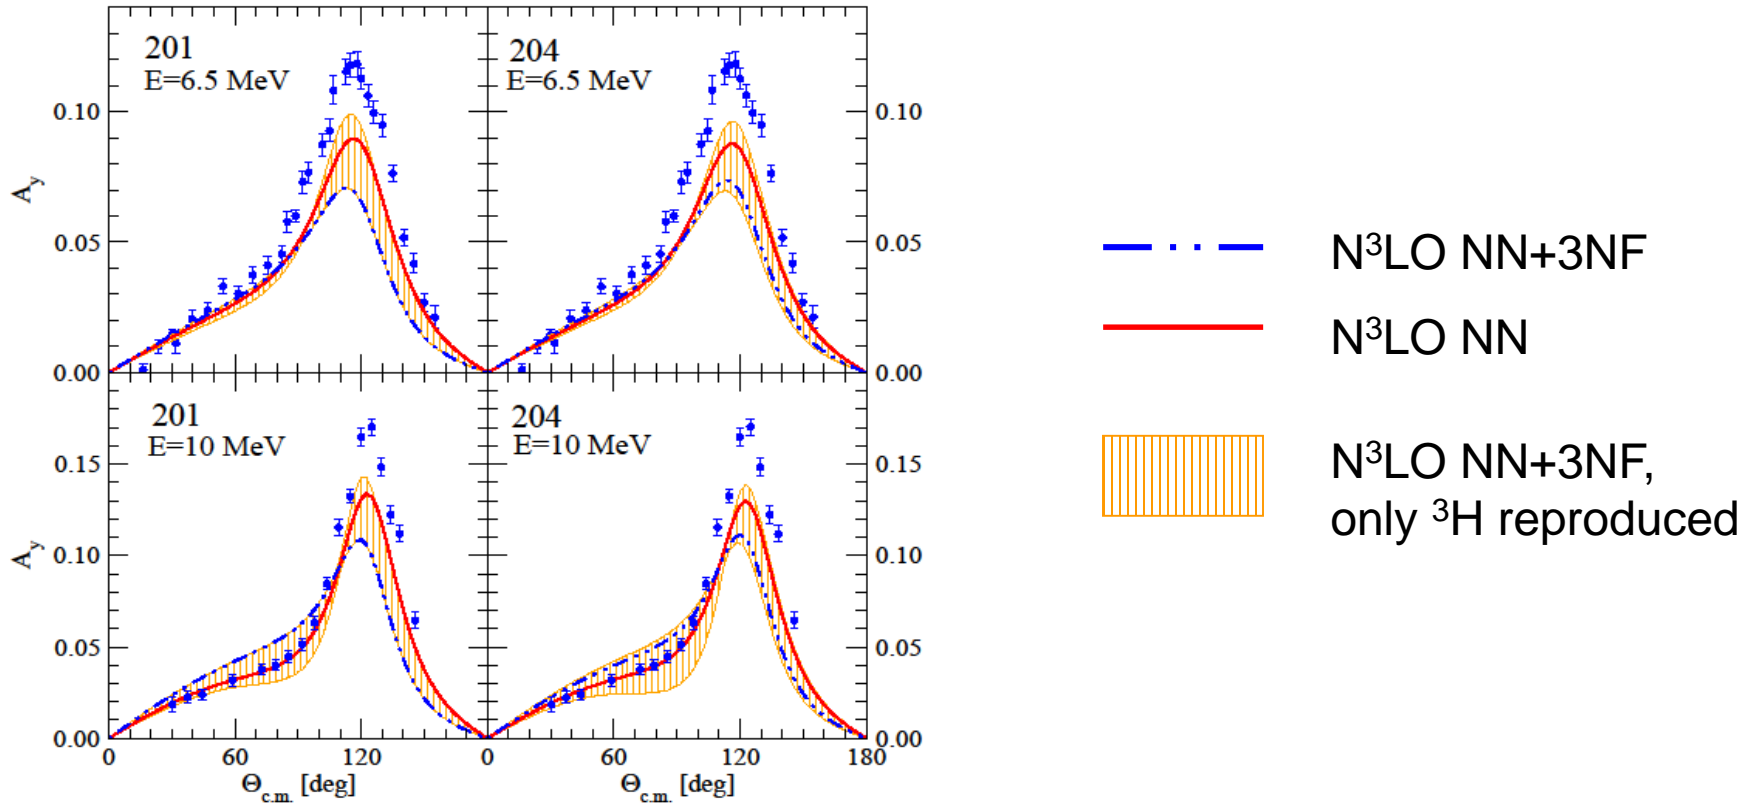 201
E=6.5 MeV
204
E=6.5 MeV
0.10
0.05
0.00
0.10
0.05
0.00
A_y
201
E=10 MeV
204
E=10 MeV
0.15
0.10
0.05
0.00
0.15
0.10
0.05
0.00
A_y
0 60 120 0 60 120 180
Θ_c.m. [deg] Θ_c.m. [deg]
N³LO NN+3NF
N³LO NN
N³LO NN+3NF,
only ³H reproduced